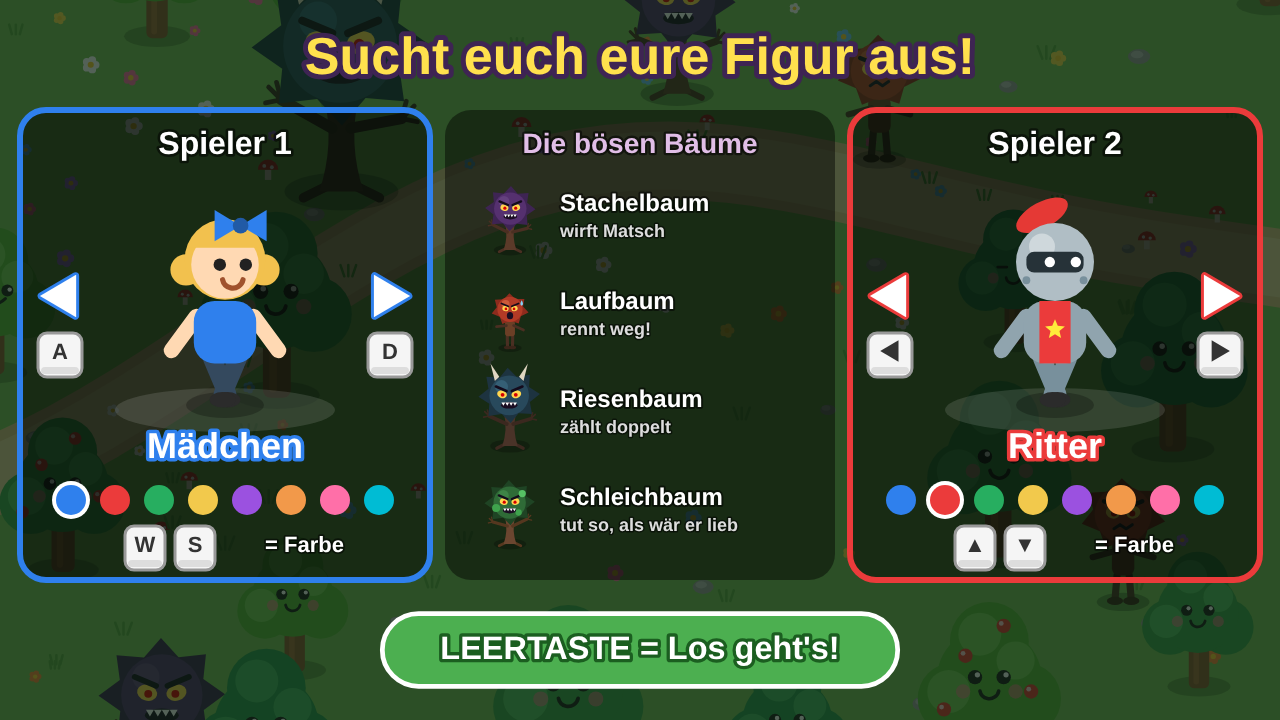 Sucht euch eure Figur aus!
Spieler 1
A
D
Mädchen
W S = Farbe
Die bösen Bäume
Stachelbaum
wirft Matsch
Laufbaum
rennt weg!
Riesenbaum
zählt doppelt
Schleichbaum
tut so, als wär er lieb
Spieler 2
◀
▶
Ritter
▲ ▼ = Farbe
LEERTASTE = Los geht's!